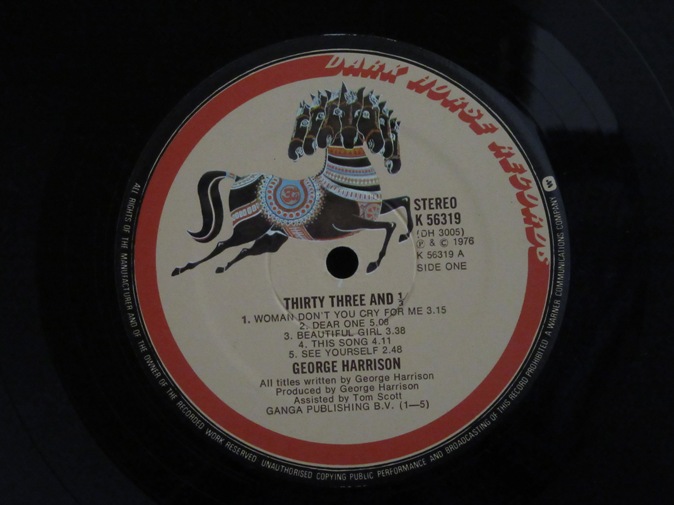 DARK HORSE RECORDS
STEREO
K 56319
(DH 3005)
Ⓟ & © 1976
K 56319 A
SIDE ONE
THIRTY THREE AND ⅓
1. WOMAN DON'T YOU CRY FOR ME 3.15
2. DEAR ONE 5.08
3. BEAUTIFUL GIRL 3.38
4. THIS SONG 4.11
5. SEE YOURSELF 2.48
GEORGE HARRISON
All titles written by George Harrison
Produced by George Harrison
Assisted by Tom Scott
GANGA PUBLISHING B.V. (1—5)
ALL RIGHTS OF THE MANUFACTURER AND OF THE OWNER OF THE RECORDED WORK RESERVED UNAUTHORISED COPYING PUBLIC PERFORMANCE AND BROADCASTING OF THIS RECORD PROHIBITED A WARNER COMMUNICATIONS COMPANY